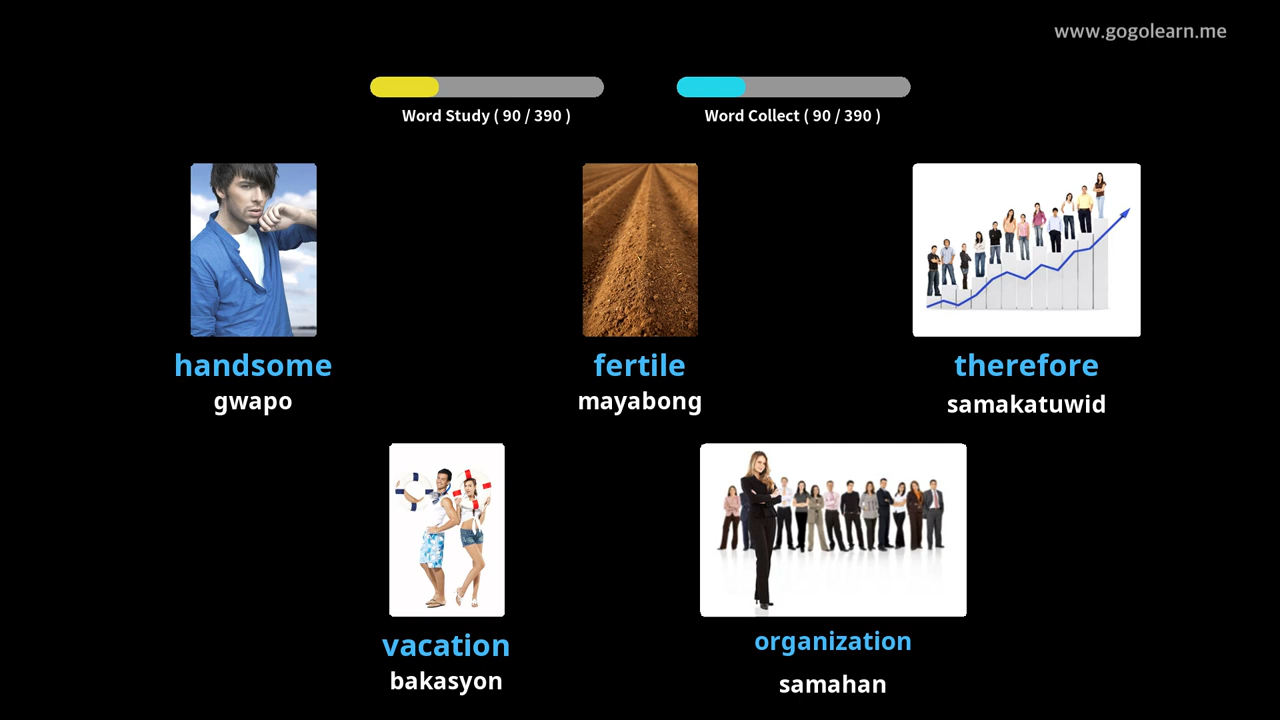 www.gogolearn.me
Word Study ( 90 / 390 )
Word Collect ( 90 / 390 )
handsome
gwapo
fertile
mayabong
therefore
samakatuwid
vacation
bakasyon
organization
samahan